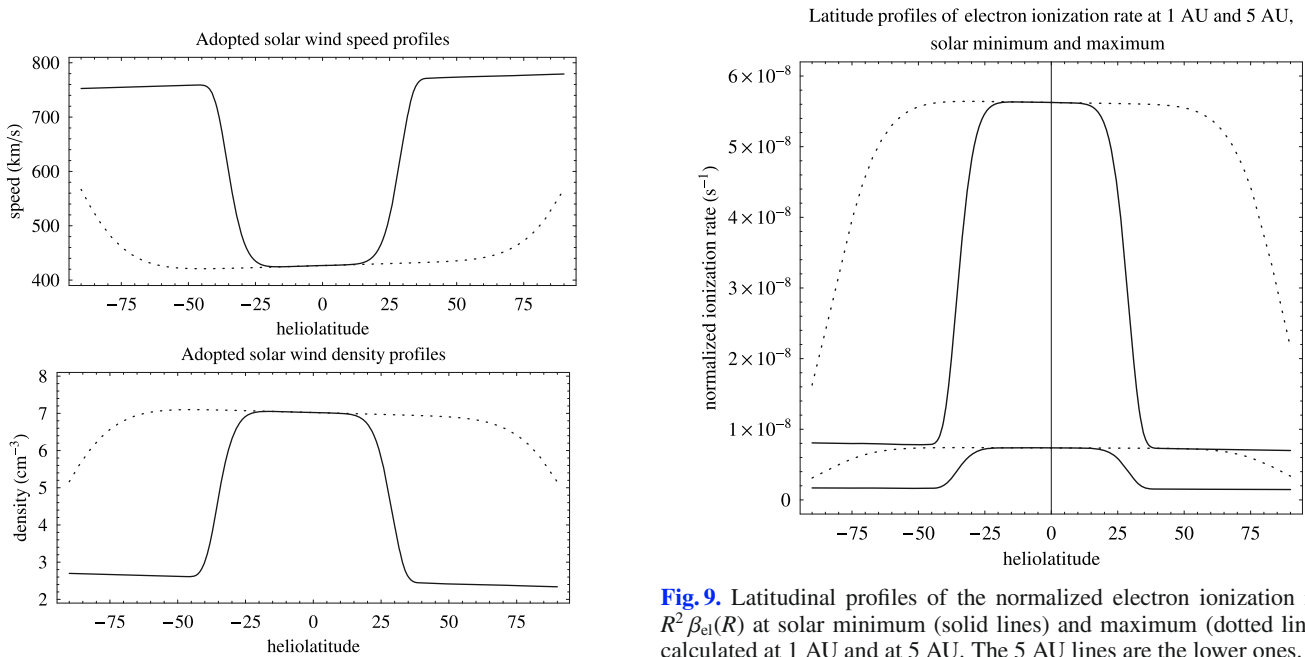 Adopted solar wind speed profiles
800
700
600
500
400
speed (km/s)
−75 −50 −25 0 25 50 75
heliolatitude
Adopted solar wind density profiles
8
7
6
5
4
3
2
density (cm⁻³)
−75 −50 −25 0 25 50 75
heliolatitude
Latitude profiles of electron ionization rate at 1 AU and 5 AU,
solar minimum and maximum
6×10⁻⁸
5×10⁻⁸
4×10⁻⁸
3×10⁻⁸
2×10⁻⁸
1×10⁻⁸
0
normalized ionization rate (s⁻¹)
−75 −50 −25 0 25 50 75
heliolatitude
Fig. 9. Latitudinal profiles of the normalized electron ionization
R² βel(R) at solar minimum (solid lines) and maximum (dotted lin
calculated at 1 AU and at 5 AU. The 5 AU lines are the lower ones.